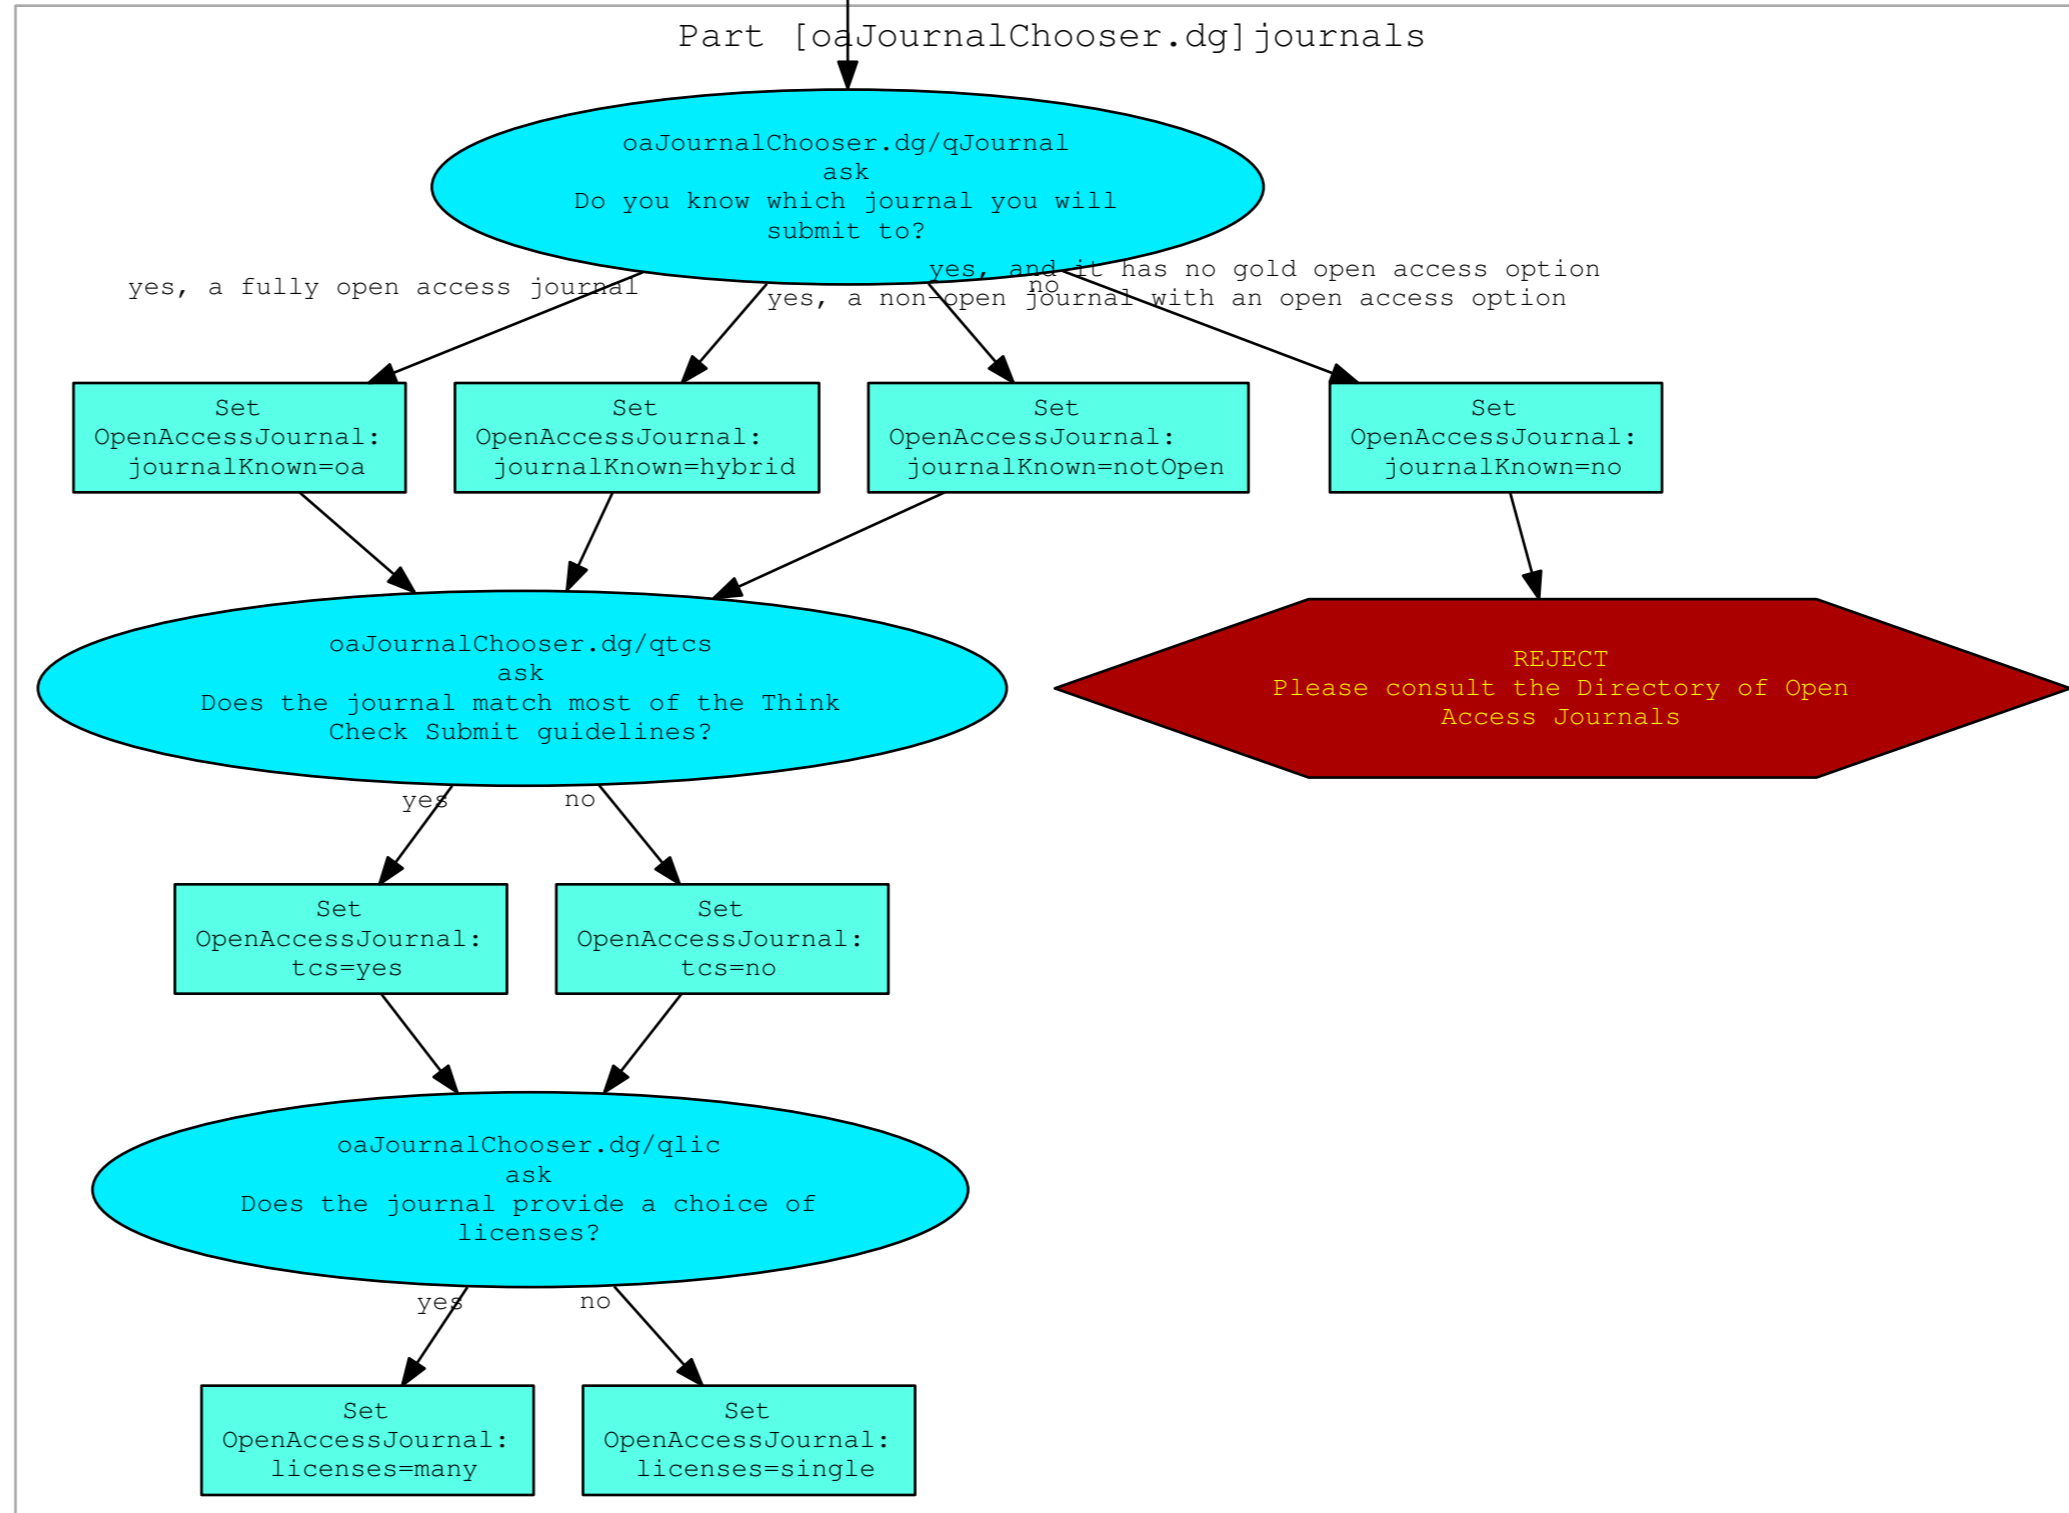 Part [oaJournalChooser.dg]journals
oaJournalChooser.dg/qJournal
ask
Do you know which journal you will
submit to?
yes, a fully open access journal
yes, and it has no gold open access option
no
yes, a non-open journal with an open access option
Set
OpenAccessJournal:
journalKnown=oa
Set
OpenAccessJournal:
journalKnown=hybrid
Set
OpenAccessJournal:
journalKnown=notOpen
Set
OpenAccessJournal:
journalKnown=no
oaJournalChooser.dg/qtcs
ask
Does the journal match most of the Think
Check Submit guidelines?
REJECT
Please consult the Directory of Open
Access Journals
yes
no
Set
OpenAccessJournal:
tcs=yes
Set
OpenAccessJournal:
tcs=no
oaJournalChooser.dg/qlic
ask
Does the journal provide a choice of
licenses?
yes
no
Set
OpenAccessJournal:
licenses=many
Set
OpenAccessJournal:
licenses=single